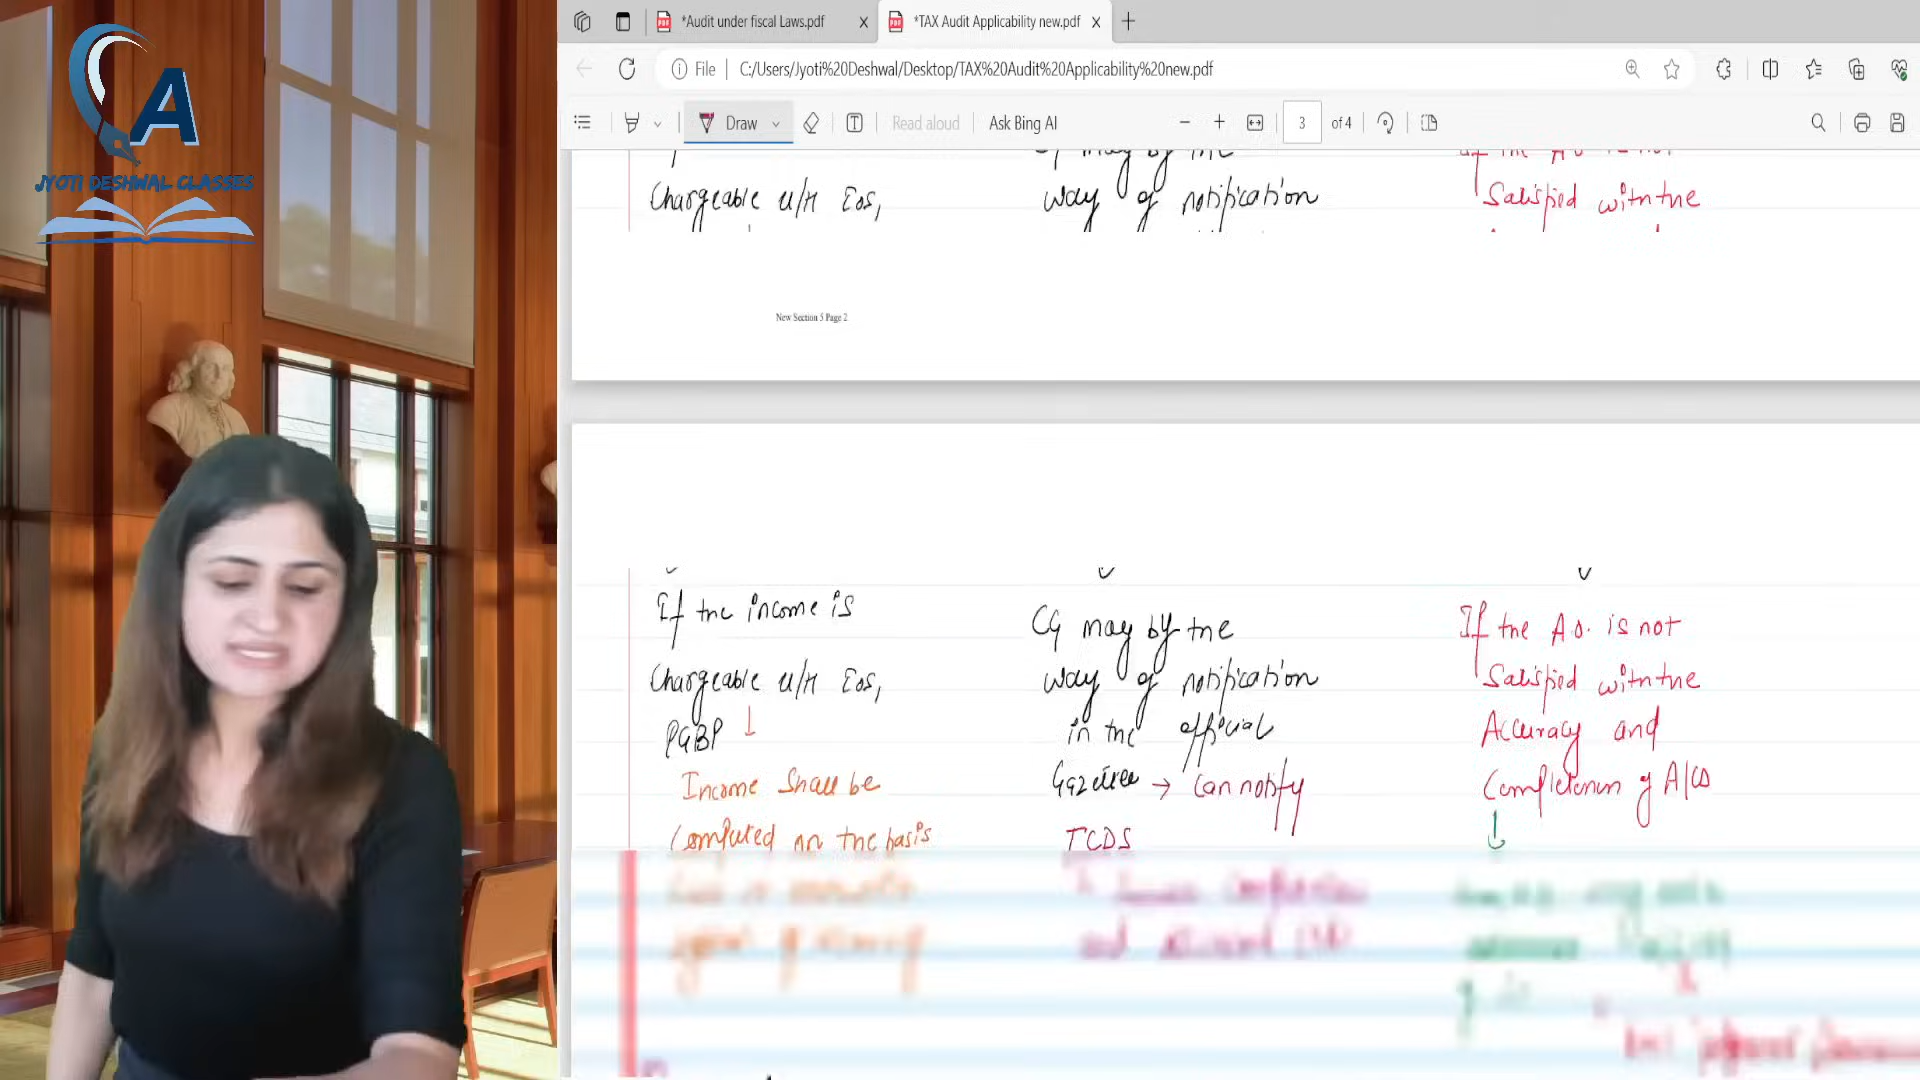 A
JYOTI DESHWAL CLASSES
*Audit under fiscal Laws.pdf
*TAX Audit Applicability new.pdf
File C:/Users/Jyoti%20Deshwal/Desktop/TAX%20Audit%20Applicability%20new.pdf
Draw Read aloud Ask Bing AI 3 of 4
Chargeable u/H EoS,
way of notification
Satisfied with the
New Section 5 Page 2
If the income is
Chargeable u/H EoS,
PGBP ↓
Income Shall be
Computed on the basis
CG may by the
way of notification
in the official
Gazettee → Can notify
ICDS
If the A.O. is not
Satisfied with the
Accuracy and
of A/Cs